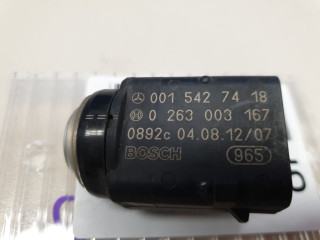 001 542 74 18
0 263 003 167
0892c 04.08.12/07
BOSCH 965